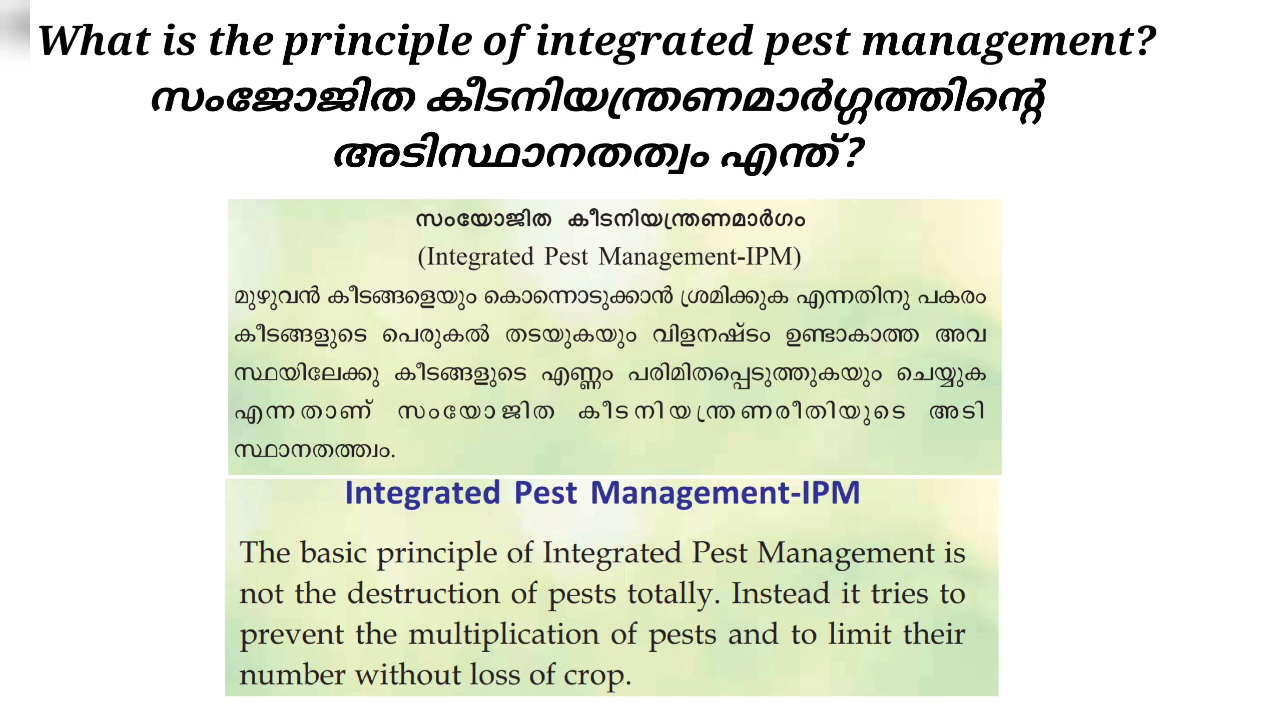 What is the principle of integrated pest management?
സംജോജിത കീടനിയന്ത്രണമാർഗ്ഗത്തിന്റെ
അടിസ്ഥാനതത്വം എന്ത്?
സംയോജിത കീടനിയന്ത്രണമാർഗം
(Integrated Pest Management-IPM)
മുഴുവൻ കീടങ്ങളെയും കൊന്നൊടുക്കാൻ ശ്രമിക്കുക എന്നതിനു പകരം
കീടങ്ങളുടെ പെരുകൽ തടയുകയും വിളനഷ്ടം ഉണ്ടാകാത്ത അവ
സ്ഥയിലേക്കു കീടങ്ങളുടെ എണ്ണം പരിമിതപ്പെടുത്തുകയും ചെയ്യുക
എന്നതാണ് സംയോജിത കീടനിയന്ത്രണരീതിയുടെ അടി
സ്ഥാനതത്ത്വം.
Integrated Pest Management-IPM
The basic principle of Integrated Pest Management is
not the destruction of pests totally. Instead it tries to
prevent the multiplication of pests and to limit their
number without loss of crop.